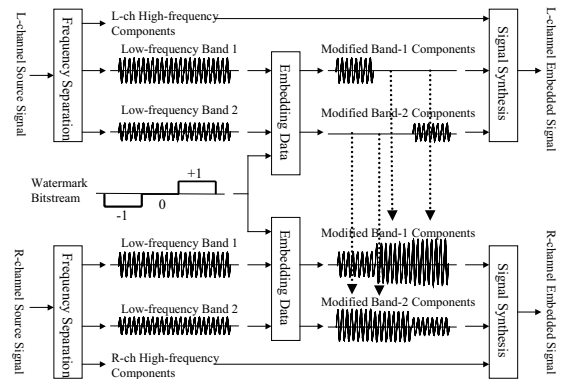 L-channel Source Signal
Frequency Separation
L-ch High-frequency
Components
Low-frequency Band 1
Low-frequency Band 2
Embedding Data
Modified Band-1 Components
Modified Band-2 Components
Signal Synthesis
L-channel Embedded Signal
Watermark
Bitstream
-1
0
+1
R-channel Source Signal
Frequency Separation
Low-frequency Band 1
Low-frequency Band 2
R-ch High-frequency
Components
Embedding Data
Modified Band-1 Components
Modified Band-2 Components
Signal Synthesis
R-channel Embedded Signal